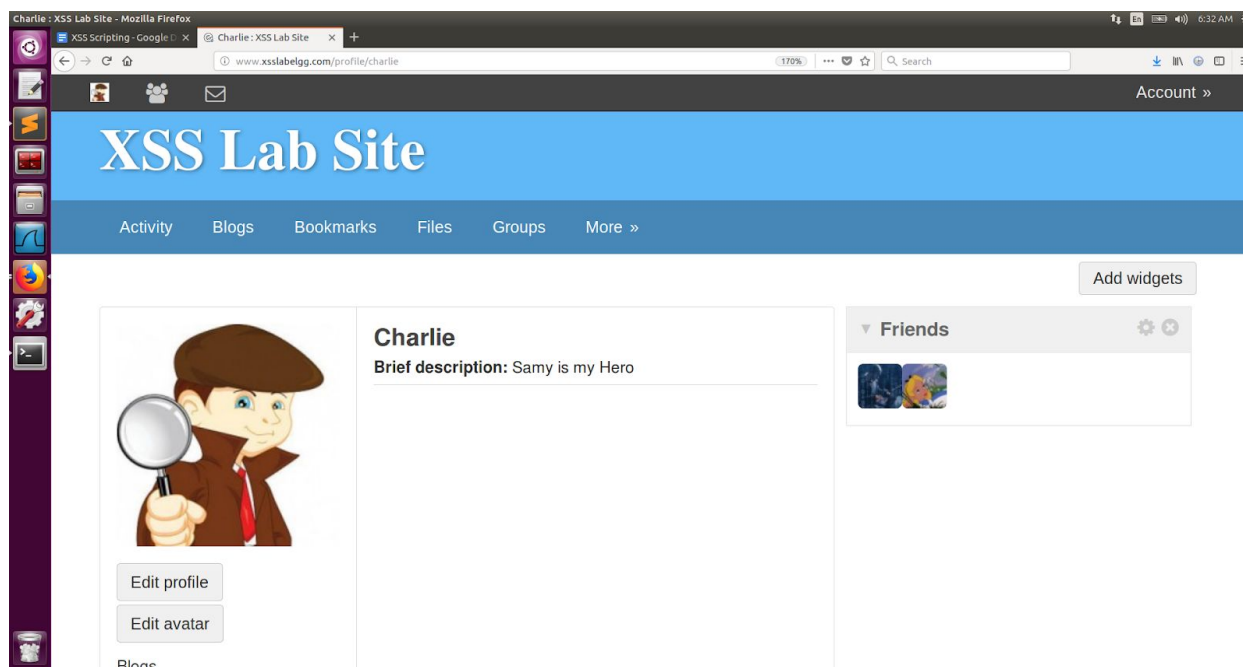 Charlie : XSS Lab Site - Mozilla Firefox
En 6:32 AM
XSS Scripting - Google D × Charlie : XSS Lab Site × +
www.xsslabelgg.com/profile/charlie 170% Search
Account »
XSS Lab Site
Activity Blogs Bookmarks Files Groups More »
Add widgets
Charlie
Brief description: Samy is my Hero
Friends
Edit profile
Edit avatar
Blogs